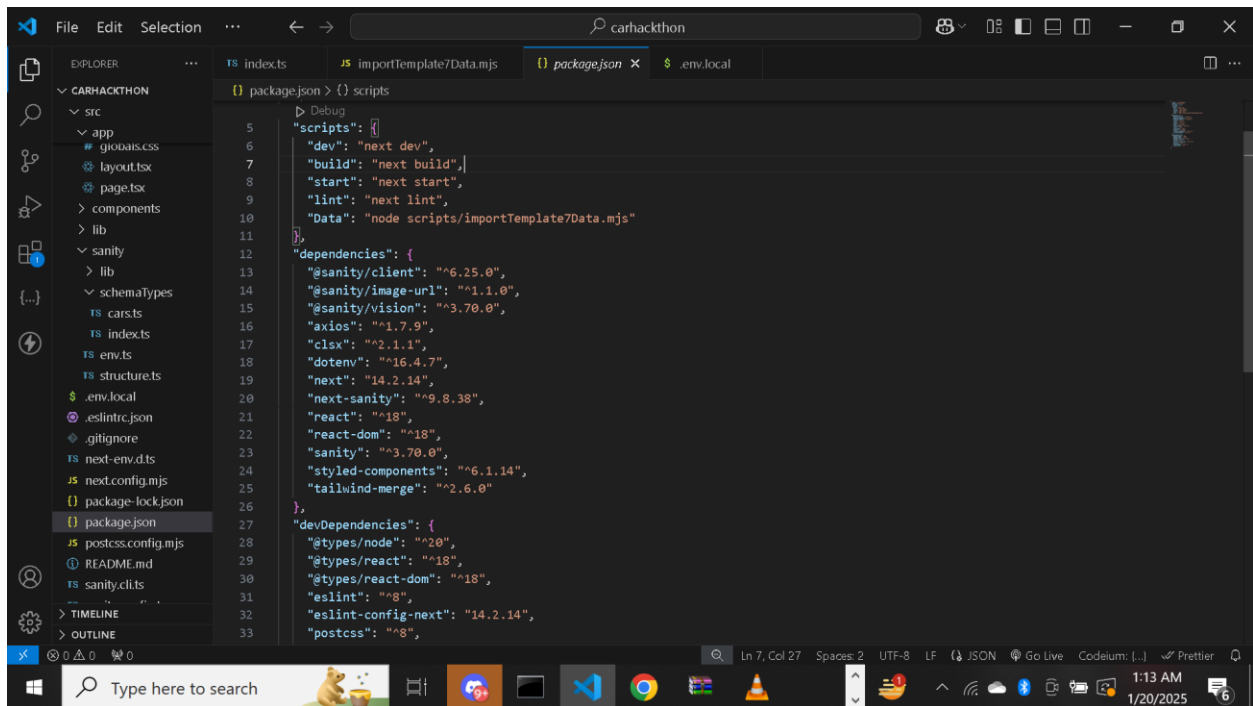 File Edit Selection ··· carhackthon
EXPLORER ···
TS index.ts JS importTemplate7Data.mjs {} package.json × $ .env.local
CARHACKTHON
src
app
# globals.css
layout.tsx
page.tsx
components
lib
sanity
lib
schemaTypes
TS cars.ts
TS index.ts
TS env.ts
TS structure.ts
$ .env.local
.eslintrc.json
.gitignore
TS next-env.d.ts
JS next.config.mjs
{} package-lock.json
{} package.json
JS postcss.config.mjs
README.md
TS sanity.cli.ts
TIMELINE
OUTLINE
{} package.json > {} scripts
Debug
5 "scripts": {
6 "dev": "next dev",
7 "build": "next build",
8 "start": "next start",
9 "lint": "next lint",
10 "Data": "node scripts/importTemplate7Data.mjs"
11 },
12 "dependencies": {
13 "@sanity/client": "^6.25.0",
14 "@sanity/image-url": "^1.1.0",
15 "@sanity/vision": "^3.70.0",
16 "axios": "^1.7.9",
17 "clsx": "^2.1.1",
18 "dotenv": "^16.4.7",
19 "next": "14.2.14",
20 "next-sanity": "^9.8.38",
21 "react": "^18",
22 "react-dom": "^18",
23 "sanity": "^3.70.0",
24 "styled-components": "^6.1.14",
25 "tailwind-merge": "^2.6.0"
26 },
27 "devDependencies": {
28 "@types/node": "^20",
29 "@types/react": "^18",
30 "@types/react-dom": "^18",
31 "eslint": "^8",
32 "eslint-config-next": "14.2.14",
33 "postcss": "^8",
0 0 0 Ln 7, Col 27 Spaces: 2 UTF-8 LF {} JSON Go Live Codeium: {...} Prettier
Type here to search
1:13 AM
1/20/2025
6